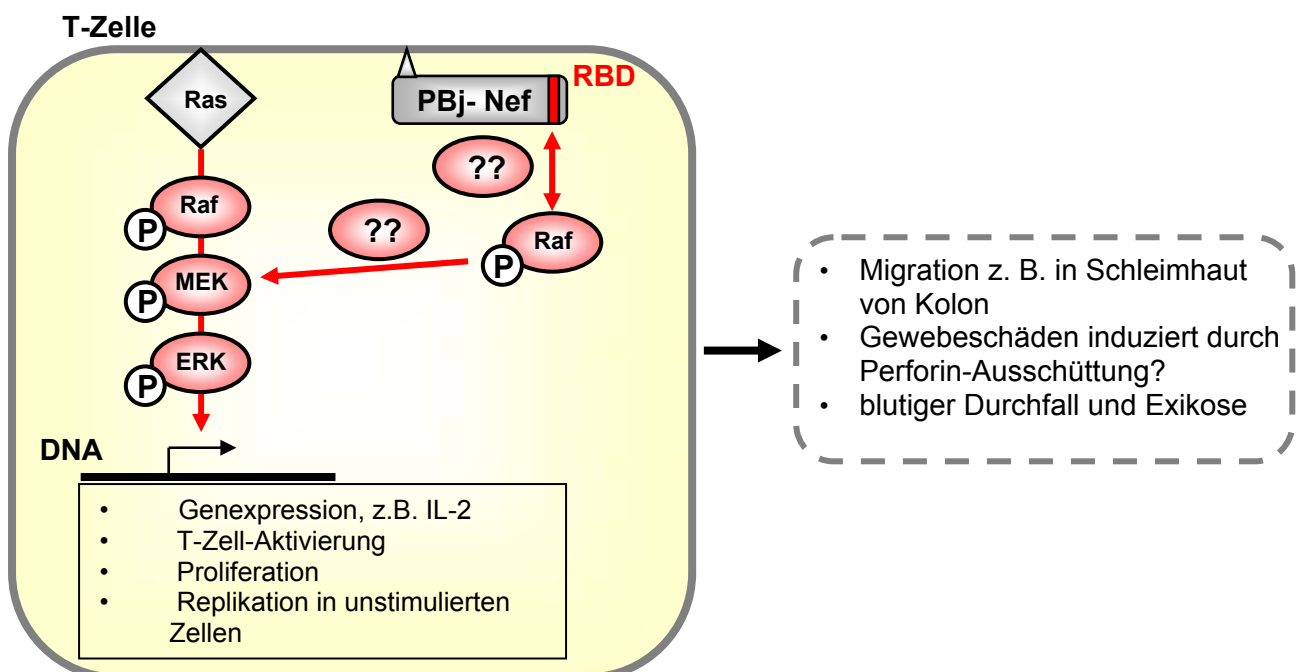 T-Zelle
Ras
PBj- Nef
RBD
??
Raf
P
??
Raf
P
MEK
P
ERK
P
DNA
• Genexpression, z.B. IL-2
• T-Zell-Aktivierung
• Proliferation
• Replikation in unstimulierten
Zellen
• Migration z. B. in Schleimhaut
von Kolon
• Gewebeschäden induziert durch
Perforin-Ausschüttung?
• blutiger Durchfall und Exikose